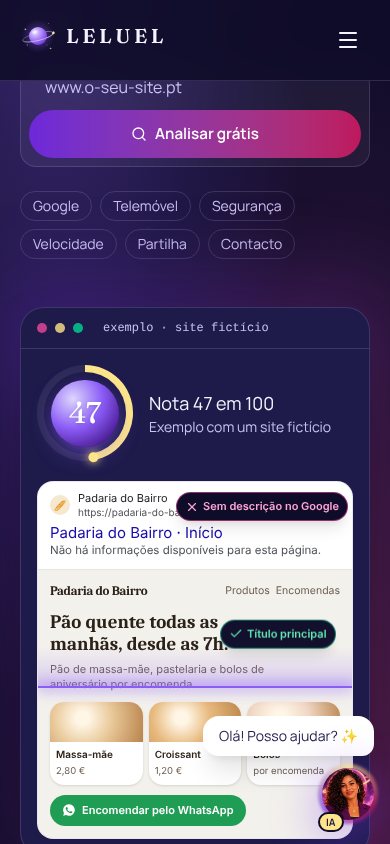 LELUEL
www.o-seu-site.pt
Analisar grátis
Google
Telemóvel
Segurança
Velocidade
Partilha
Contacto
exemplo · site fictício
47
Nota 47 em 100
Exemplo com um site fictício
Padaria do Bairro
https://padaria-do-ba
Sem descrição no Google
Padaria do Bairro · Início
Não há informações disponíveis para esta página.
Padaria do Bairro
Produtos Encomendas
Pão quente todas as
manhãs, desde as 7h.
Título principal
Pão de massa-mãe, pastelaria e bolos de
aniversário por encomenda
Massa-mãe
2,80 €
Croissant
1,20 €
por encomenda
Olá! Posso ajudar? ✨
Encomendar pelo WhatsApp
IA